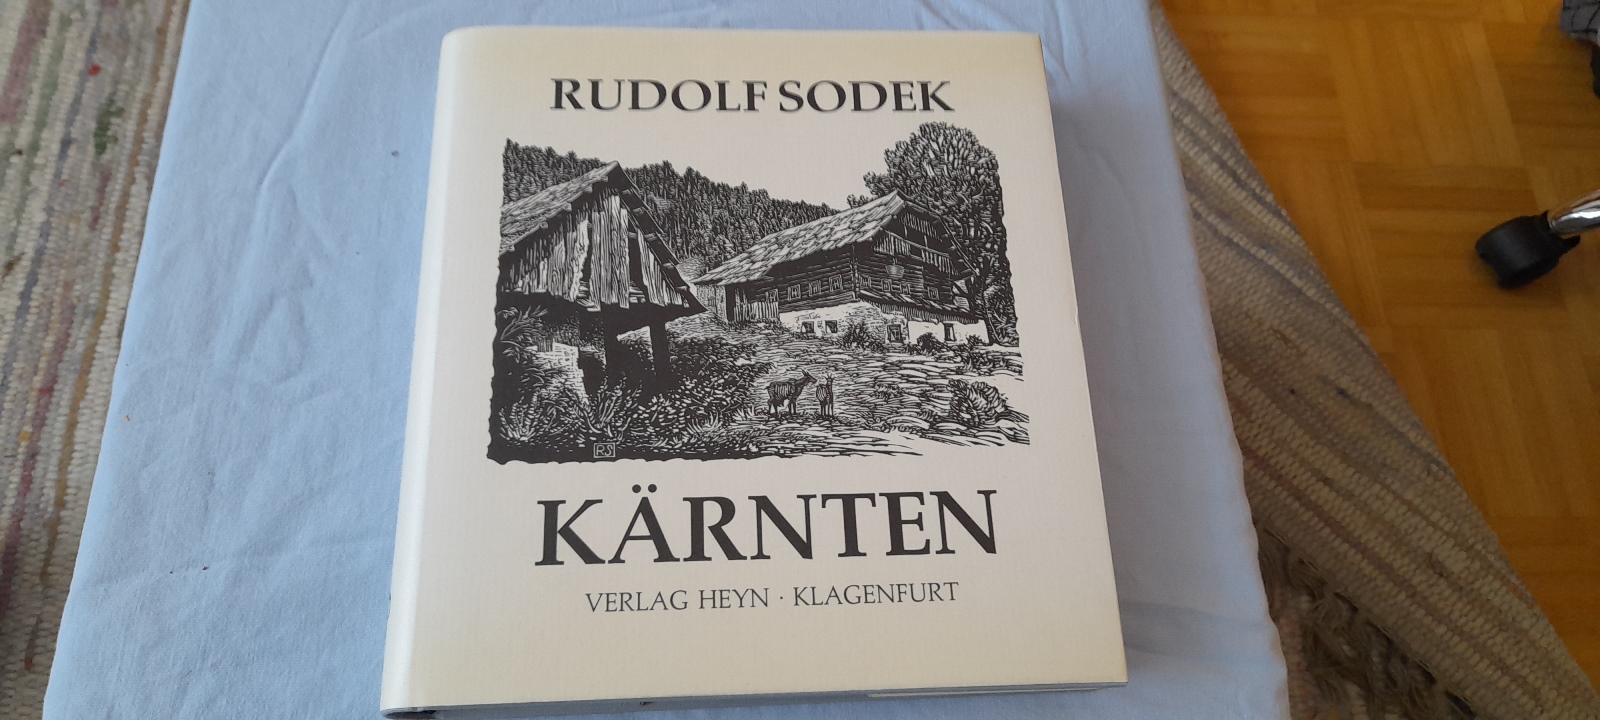 RUDOLF SODEK
RS
KÄRNTEN
VERLAG HEYN · KLAGENFURT